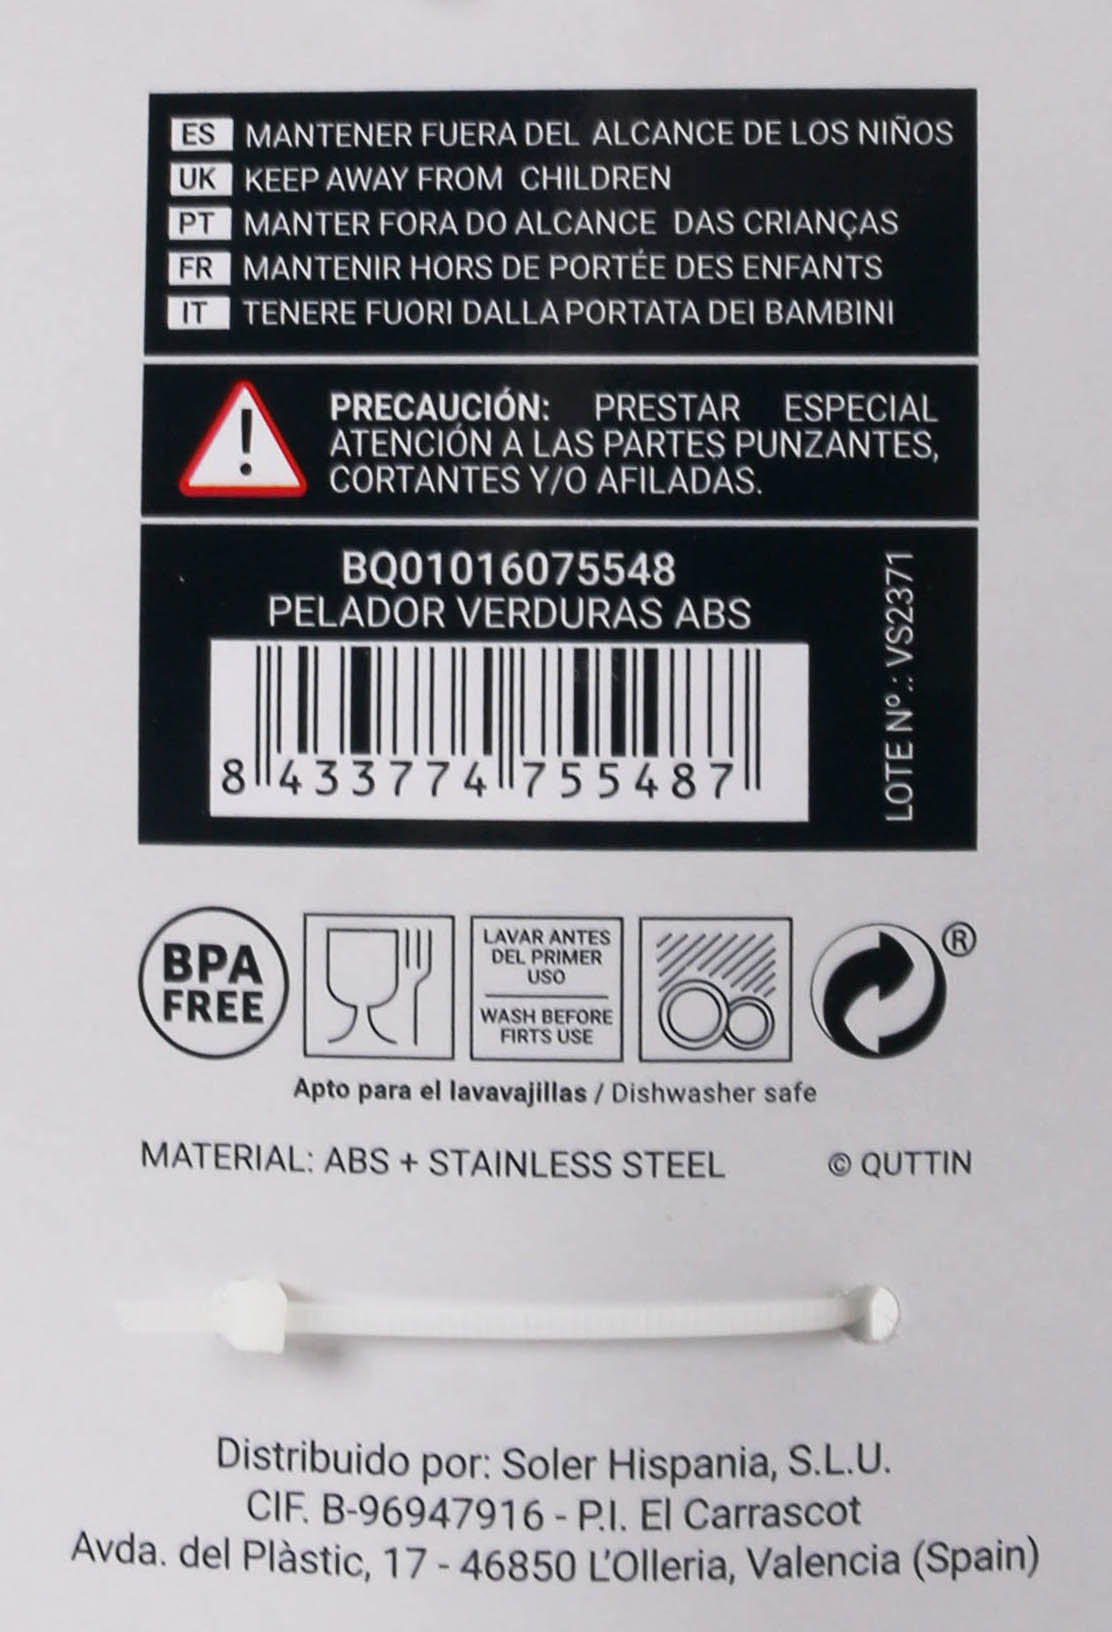 ES MANTENER FUERA DEL ALCANCE DE LOS NIÑOS
UK KEEP AWAY FROM CHILDREN
PT MANTER FORA DO ALCANCE DAS CRIANÇAS
FR MANTENIR HORS DE PORTÉE DES ENFANTS
IT TENERE FUORI DALLA PORTATA DEI BAMBINI
PRECAUCIÓN: PRESTAR ESPECIAL
ATENCIÓN A LAS PARTES PUNZANTES,
CORTANTES Y/O AFILADAS.
BQ01016075548
PELADOR VERDURAS ABS
8 433774 755487
LOTE Nº.: VS2371
BPA
FREE
LAVAR ANTES
DEL PRIMER
USO
WASH BEFORE
FIRTS USE
®
Apto para el lavavajillas / Dishwasher safe
MATERIAL: ABS + STAINLESS STEEL
© QUTTIN
Distribuido por: Soler Hispania, S.L.U.
CIF. B-96947916 - P.I. El Carrascot
Avda. del Plàstic, 17 - 46850 L'Olleria, Valencia (Spain)